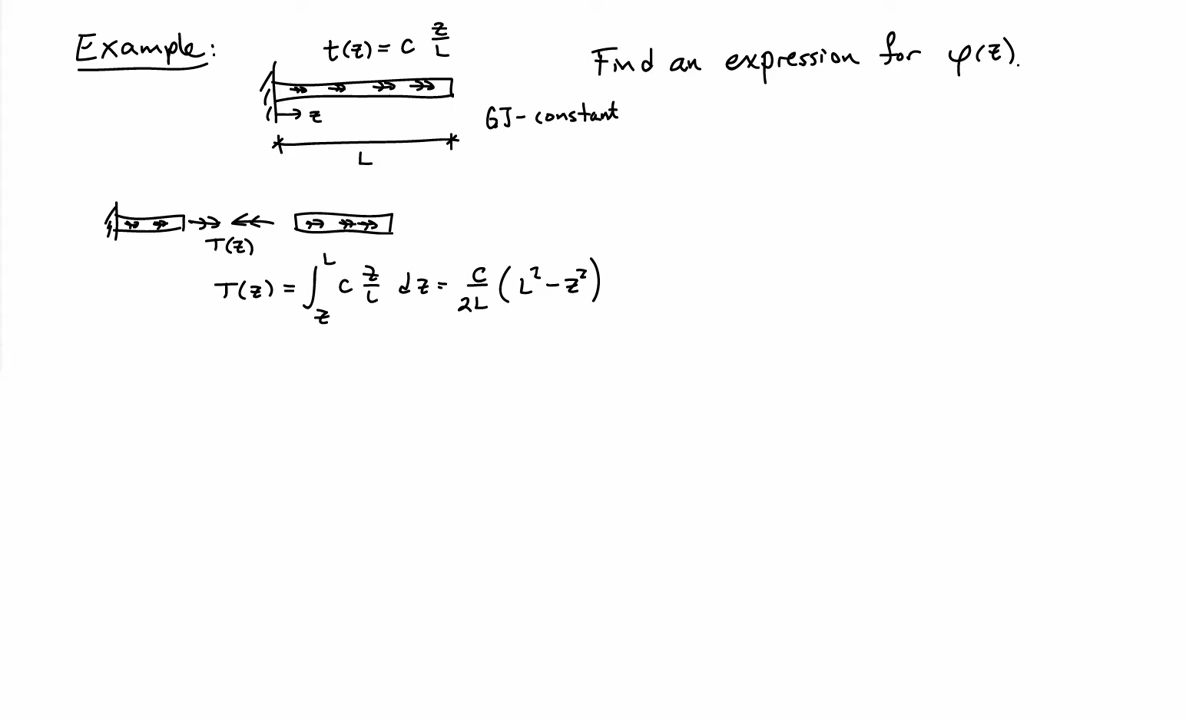 Example:
t(z) = C z/L
Find an expression for φ(z).
z
GJ - constant
L
T(z)
T(z) = ∫_z^L C z/L dz = C/2L (L² - z²)